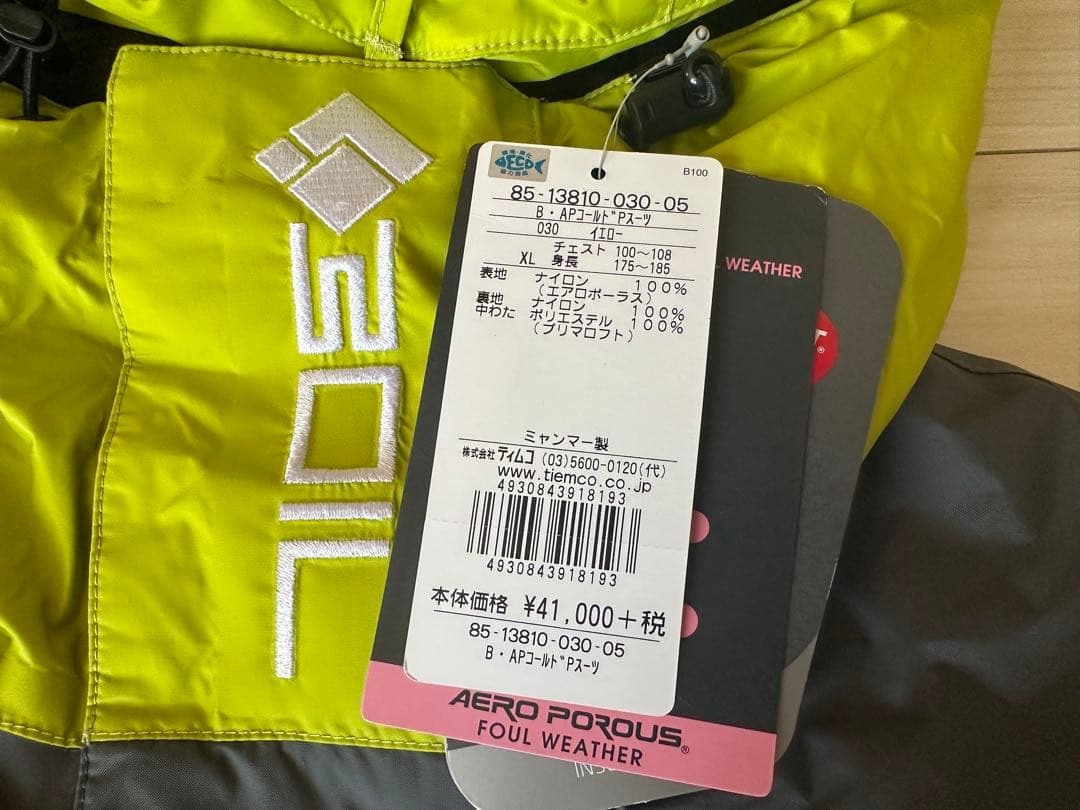 B100
85-13810-030-05
B・APコールドPスーツ
030 イエロー
チェスト 100～108
XL 身長 175～185
表地 ナイロン 100%
(エアロポーラス)
裏地 ナイロン 100%
中わた ポリエステル 100%
(プリマロフト)
ミャンマー製
株式会社 ティムコ (03)5600-0120(代)
www.tiemco.co.jp
4930843918193
4930843918193
本体価格 ¥41,000+税
85-13810-030-05
B・APコールドPスーツ
WEATHER
AERO POROUS®
FOUL WEATHER